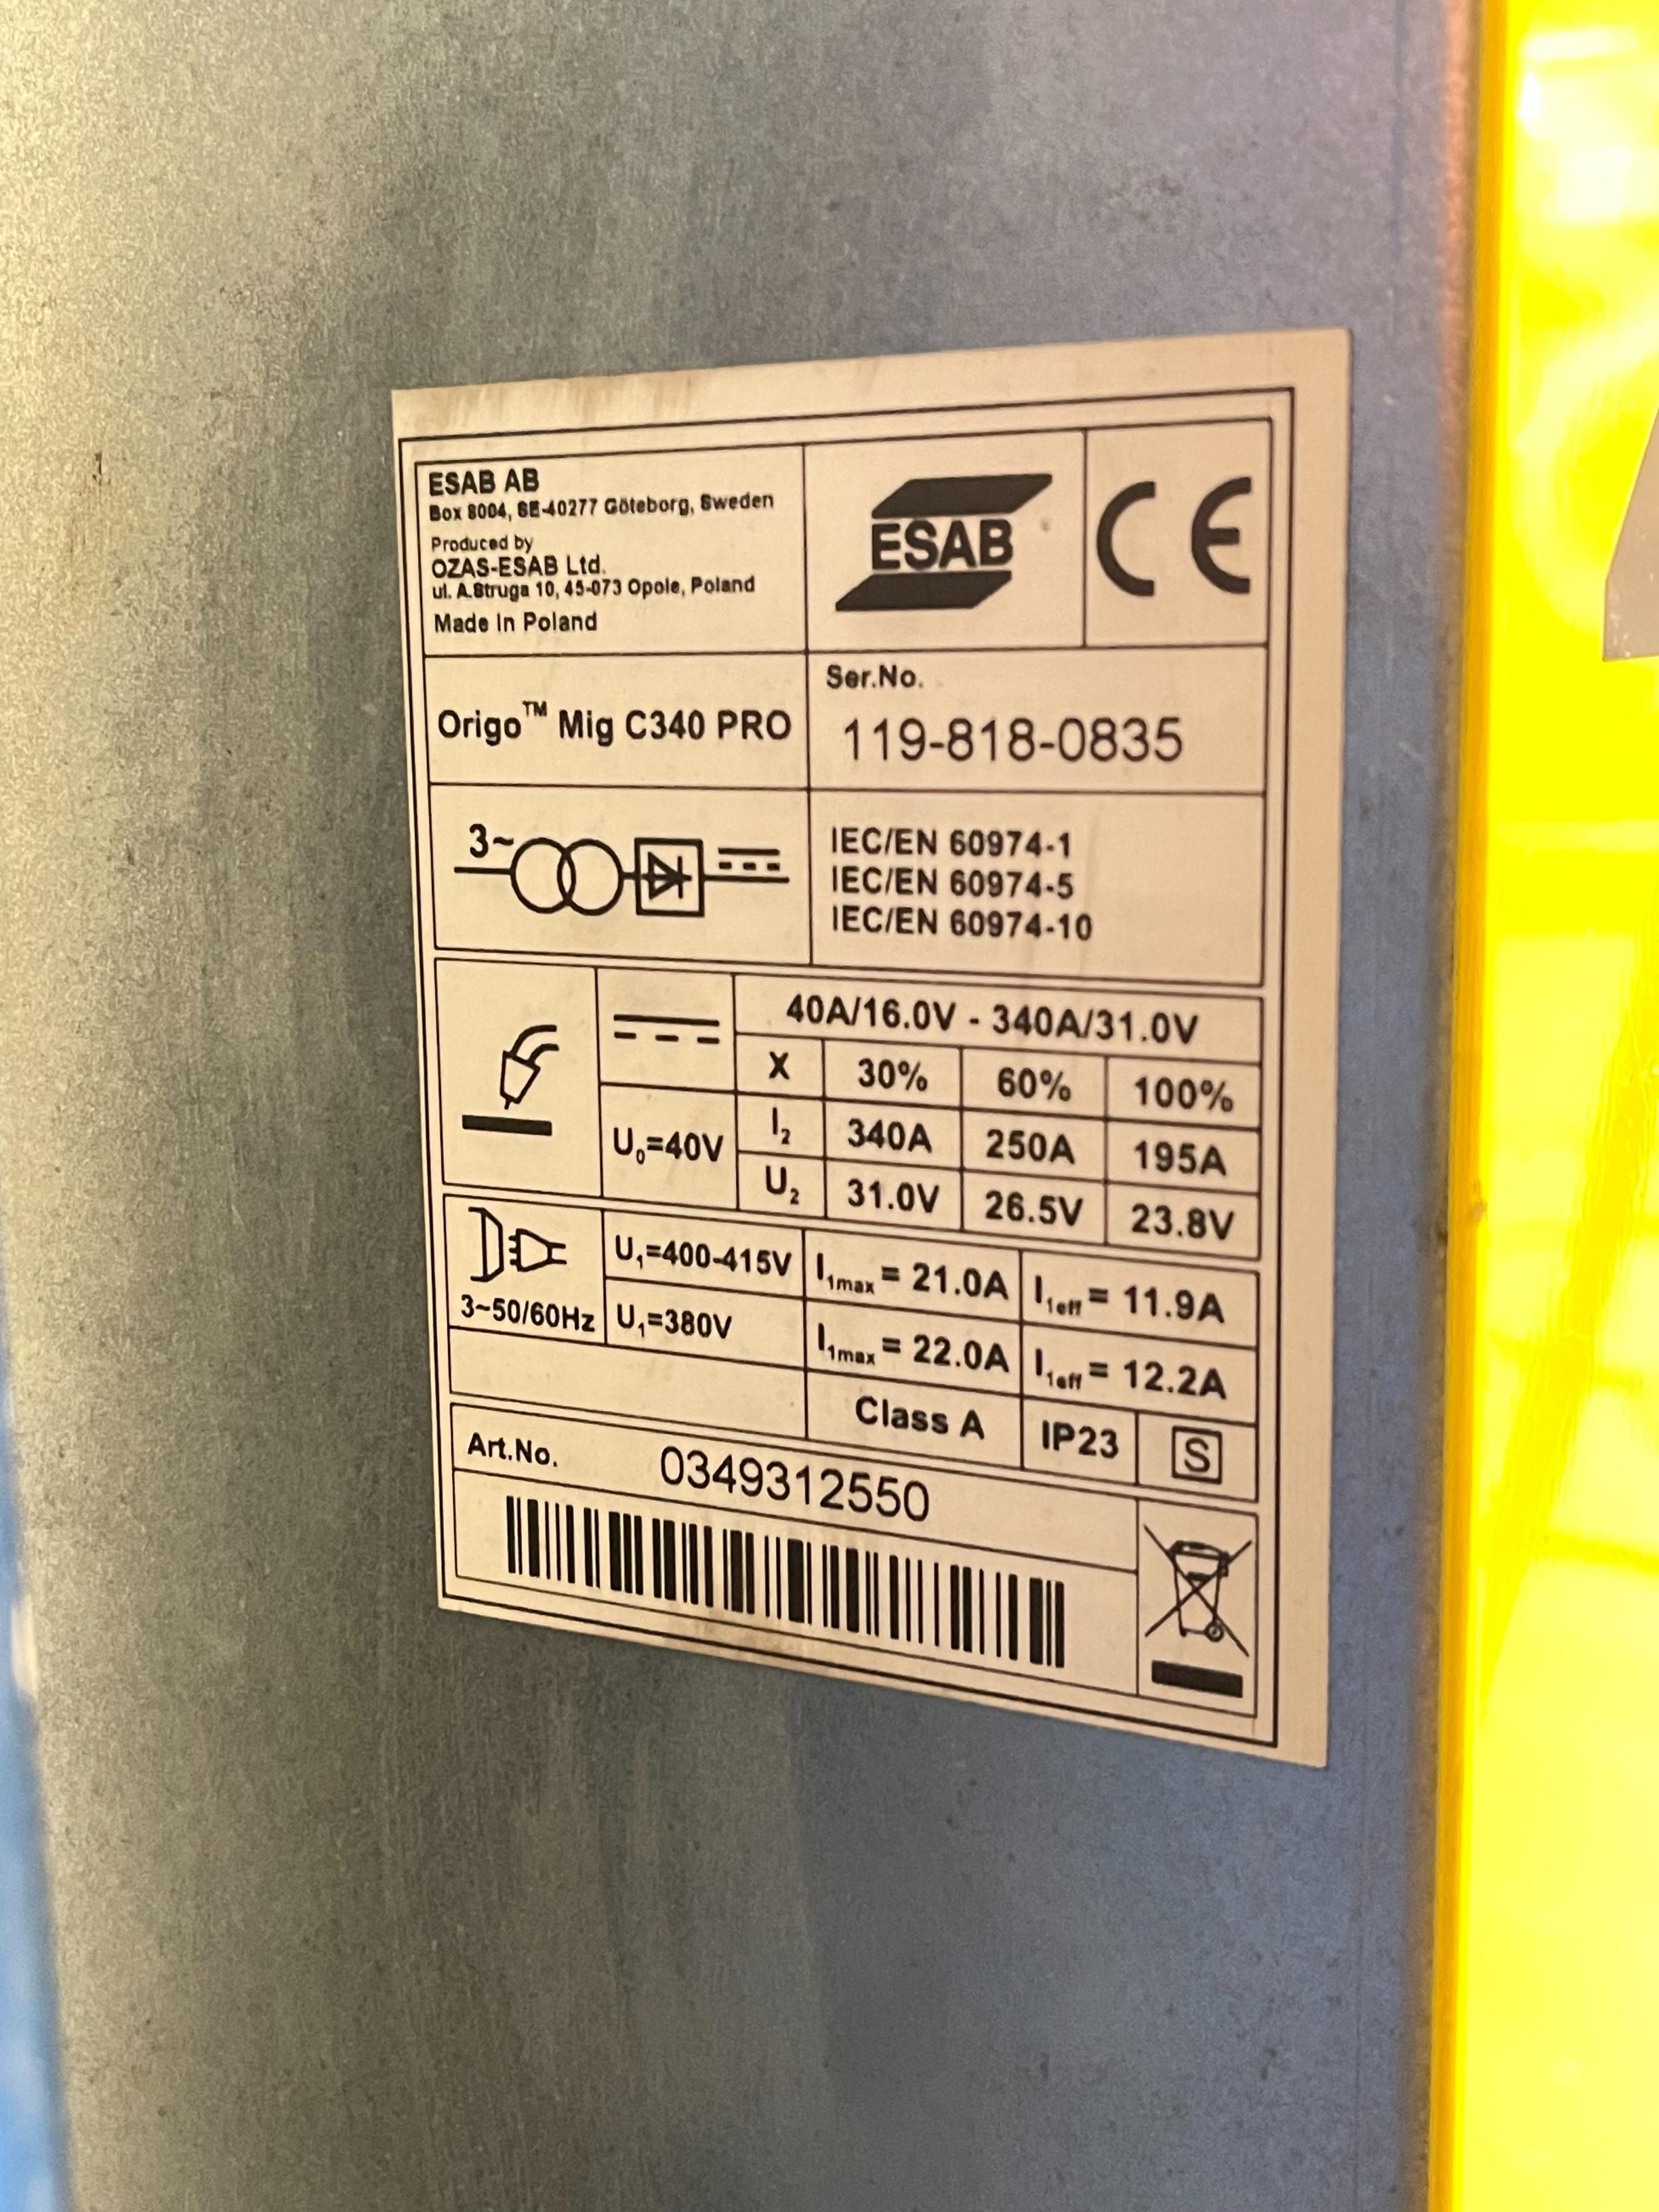 ESAB AB
Box 8004, SE-40277 Göteborg, Sweden
Produced by
OZAS-ESAB Ltd.
ul. A.Struga 10, 45-073 Opole, Poland
Made in Poland
ESAB
CE
Origo™ Mig C340 PRO
Ser.No.
119-818-0835
3~
IEC/EN 60974-1
IEC/EN 60974-5
IEC/EN 60974-10
40A/16.0V - 340A/31.0V
X 30% 60% 100%
U₀=40V
I₂ 340A 250A 195A
U₂ 31.0V 26.5V 23.8V
3~50/60Hz
U₁=400-415V I₁max = 21.0A I₁eff = 11.9A
U₁=380V I₁max = 22.0A I₁eff = 12.2A
Class A IP23 S
Art.No. 0349312550